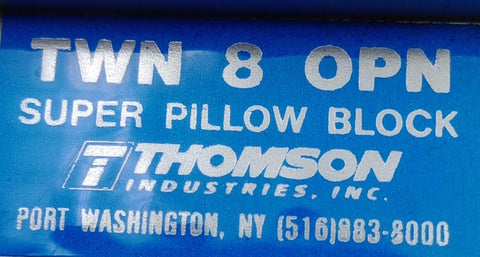 TWN 8 OPN
SUPER PILLOW BLOCK
THOMSON
INDUSTRIES, INC.
PORT WASHINGTON, NY (516)883-8000